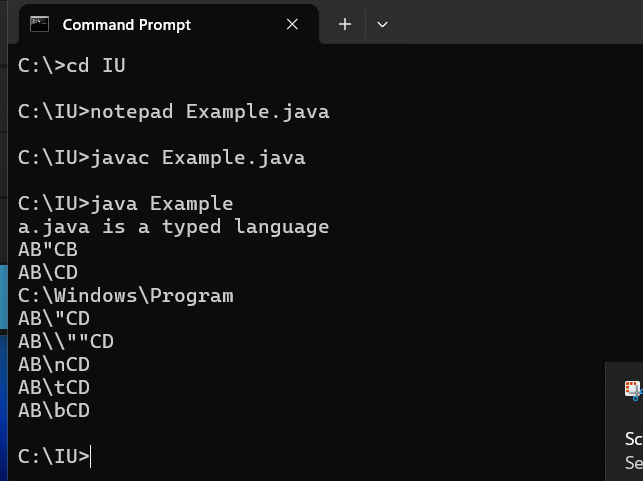 Command Prompt
C:\>cd IU
C:\IU>notepad Example.java
C:\IU>javac Example.java
C:\IU>java Example
a.java is a typed language
AB"CB
AB\CD
C:\Windows\Program
AB\"CD
AB\\""CD
AB\nCD
AB\tCD
AB\bCD
C:\IU>
Sc
Se